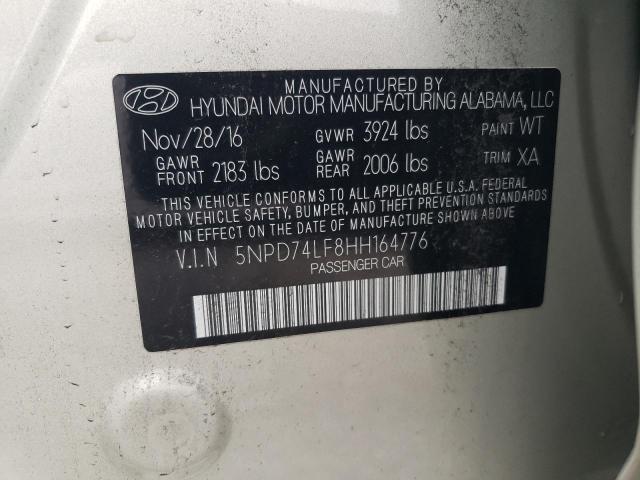 MANUFACTURED BY
HYUNDAI MOTOR MANUFACTURING ALABAMA, LLC
Nov/28/16 GVWR 3924 lbs PAINT WT
GAWR FRONT 2183 lbs GAWR REAR 2006 lbs TRIM XA
THIS VEHICLE CONFORMS TO ALL APPLICABLE U.S.A. FEDERAL
MOTOR VEHICLE SAFETY, BUMPER, AND THEFT PREVENTION STANDARDS
IN EFFECT ON THE DATE OF MANUFACTURE SHOWN ABOVE.
V.I.N 5NPD74LF8HH164776
PASSENGER CAR